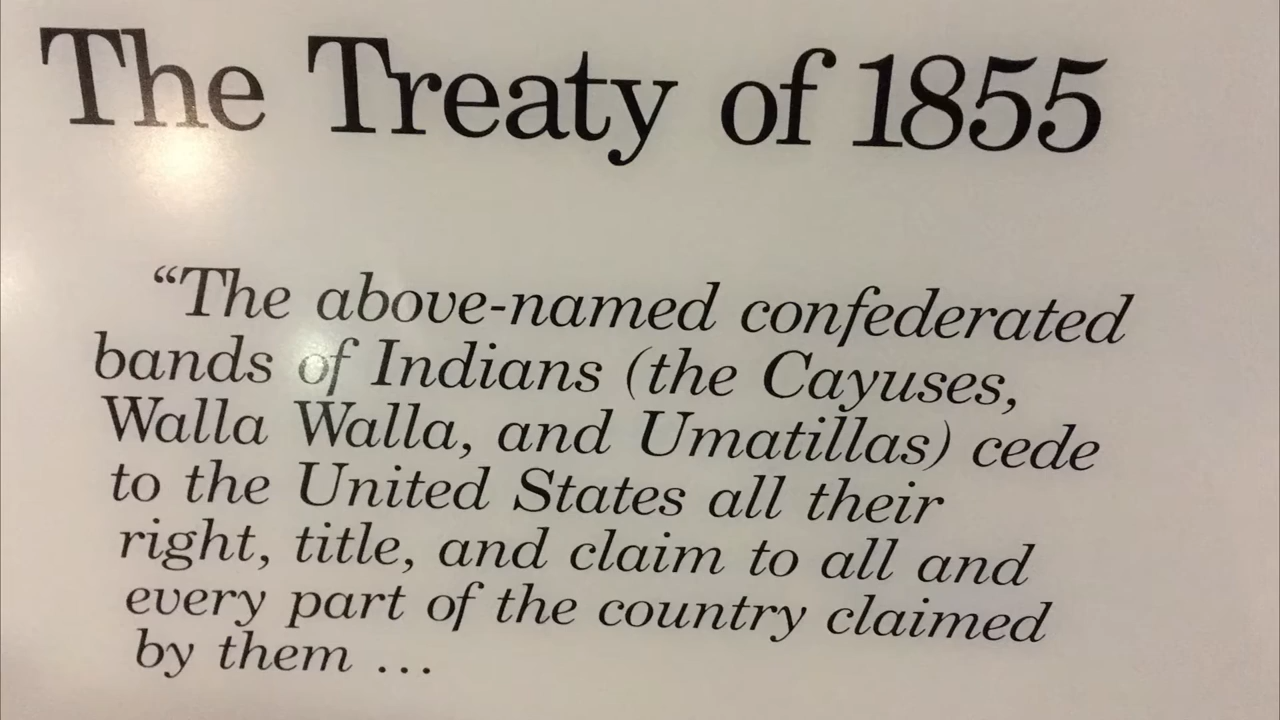 The Treaty of 1855
“The above-named confederated
bands of Indians (the Cayuses,
Walla Walla, and Umatillas) cede
to the United States all their
right, title, and claim to all and
every part of the country claimed
by them ...